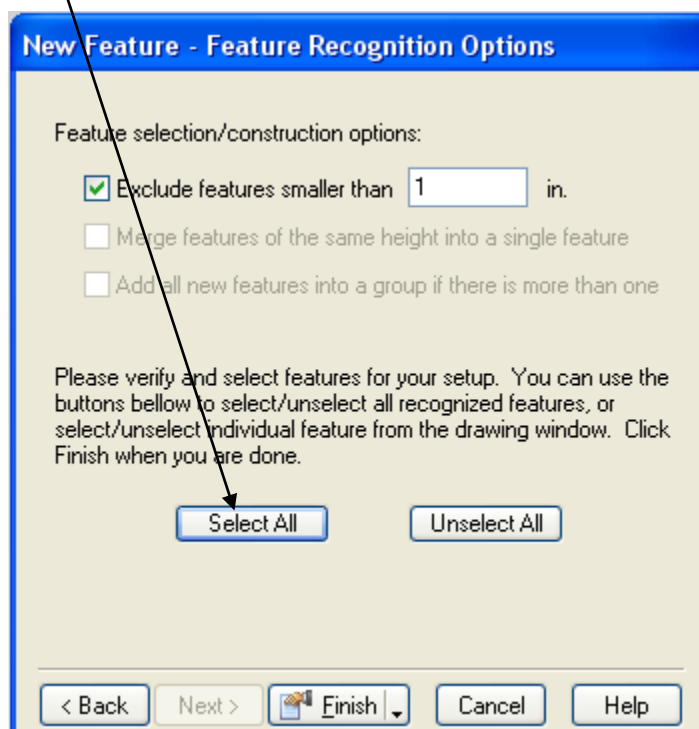 New Feature - Feature Recognition Options
Feature selection/construction options:
Exclude features smaller than 1 in.
Merge features of the same height into a single feature
Add all new features into a group if there is more than one
Please verify and select features for your setup. You can use the
buttons bellow to select/unselect all recognized features, or
select/unselect individual feature from the drawing window. Click
Finish when you are done.
Select All Unselect All
< Back Next > Finish Cancel Help